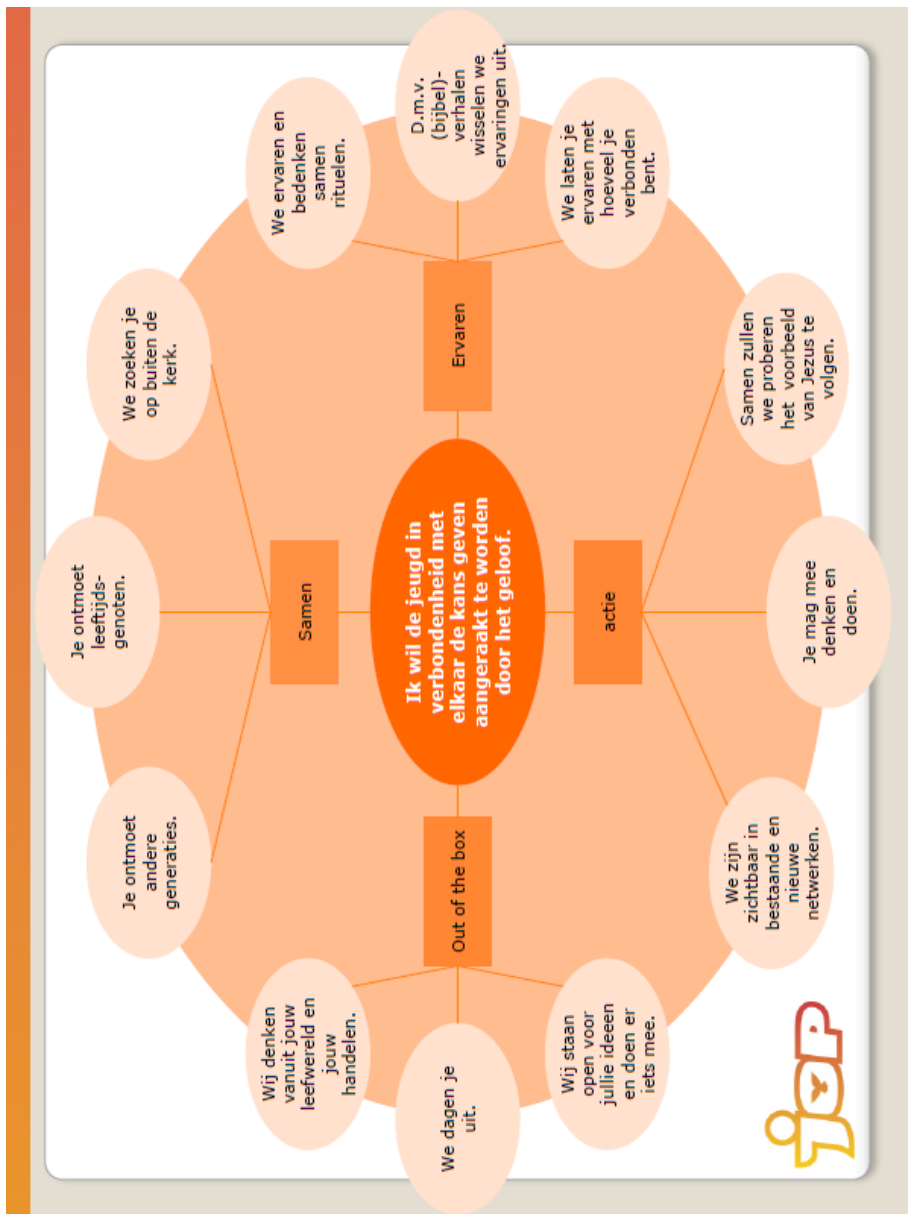 Je ontmoet
andere
generaties.
Je ontmoet
leeftijds-
genoten.
We zoeken je
op buiten de
kerk.
Wij denken
vanuit jouw
leefwereld en
jouw
handelen.
Samen
We ervaren en
bedenken
samen
rituelen.
We dagen je
uit.
Out of the box
Ik wil de jeugd in
verbondenheid met
elkaar de kans geven
aangeraakt te worden
door het geloof.
Ervaren
D.m.v.
(bijbel)-
verhalen
wisselen we
ervaringen uit.
Wij staan
open voor
jullie ideeen
en doen er
iets mee.
actie
We laten je
ervaren met
hoeveel je
verbonden
bent.
We zijn
zichtbaar in
bestaande en
nieuwe
netwerken.
Je mag mee
denken en
doen.
Samen zullen
we proberen
het voorbeeld
van Jezus te
volgen.
jop